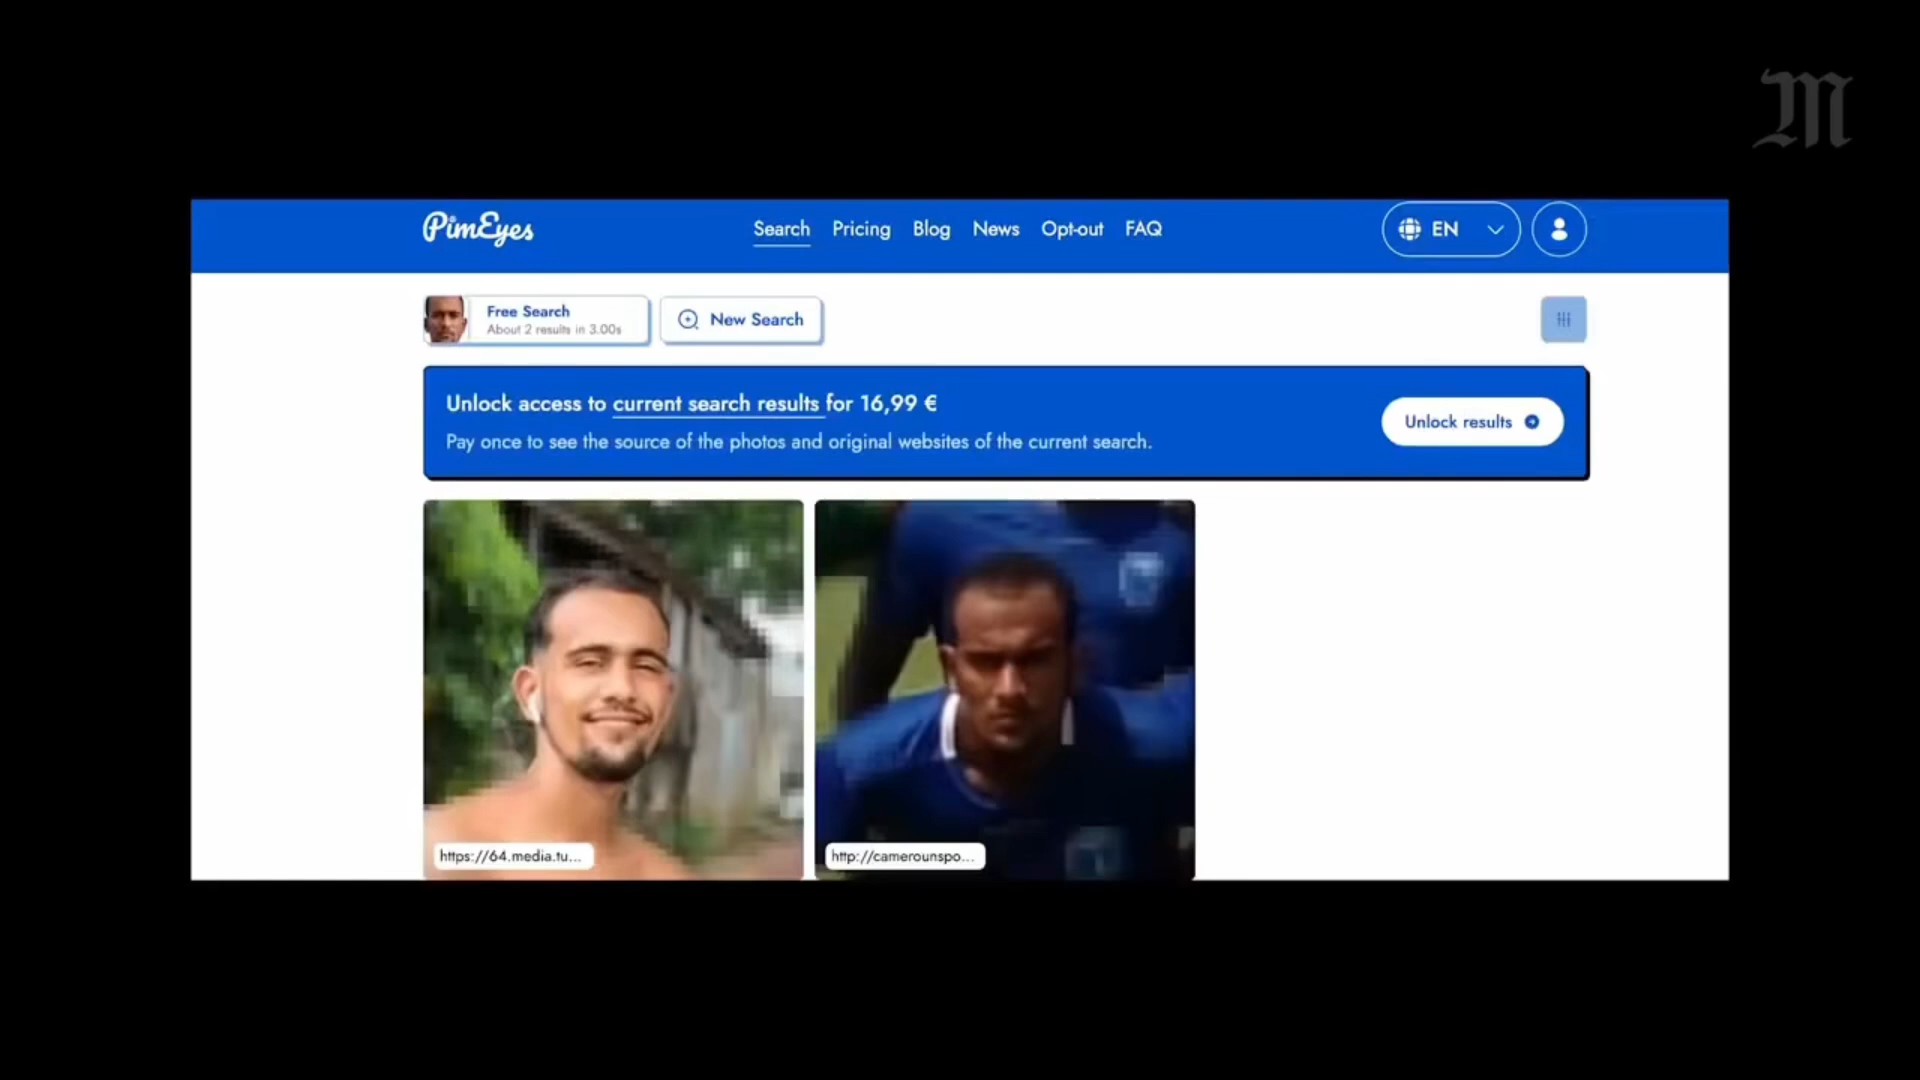 M
PimEyes
Search Pricing Blog News Opt-out FAQ
EN
Free Search
About 2 results in 3.00s
New Search
Unlock access to current search results for 16,99 €
Pay once to see the source of the photos and original websites of the current search.
Unlock results
https://64.media.tu...
http://camerounspo...